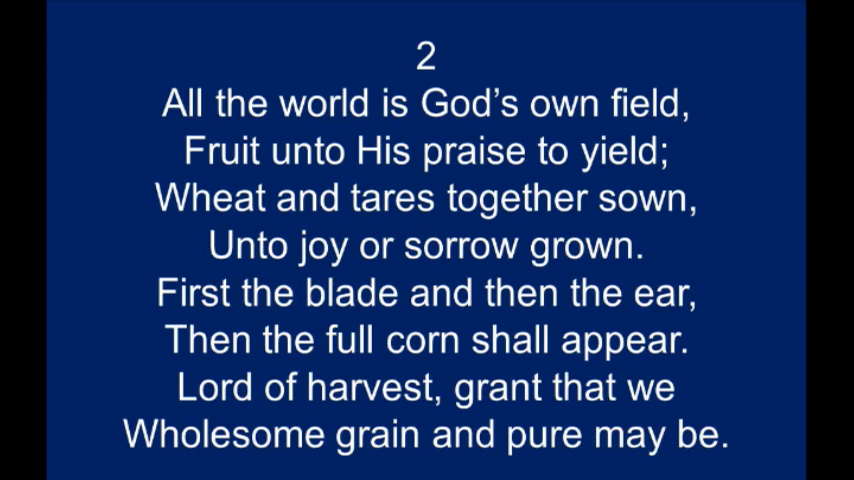 2
All the world is God’s own field,
Fruit unto His praise to yield;
Wheat and tares together sown,
Unto joy or sorrow grown.
First the blade and then the ear,
Then the full corn shall appear.
Lord of harvest, grant that we
Wholesome grain and pure may be.